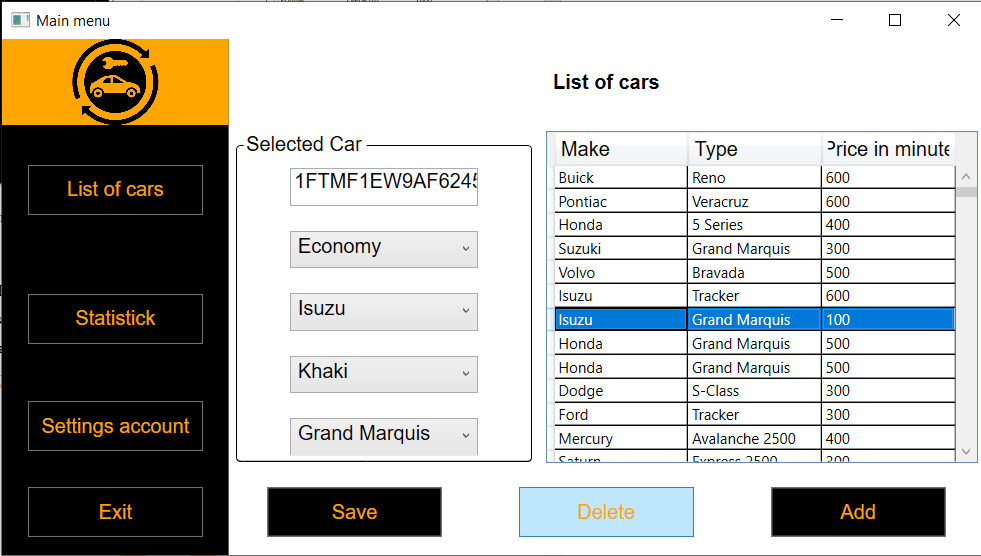 Main menu
List of cars
Statistick
Settings account
Exit
List of cars
Selected Car
1FTMF1EW9AF6245
Economy
Isuzu
Khaki
Grand Marquis
Make Type Price in minute
Buick Reno 600
Pontiac Veracruz 600
Honda 5 Series 400
Suzuki Grand Marquis 300
Volvo Bravada 500
Isuzu Tracker 600
Isuzu Grand Marquis 100
Honda Grand Marquis 500
Honda Grand Marquis 500
Dodge S-Class 300
Ford Tracker 300
Mercury Avalanche 2500 400
Saturn Express 2500 300
Save Delete Add